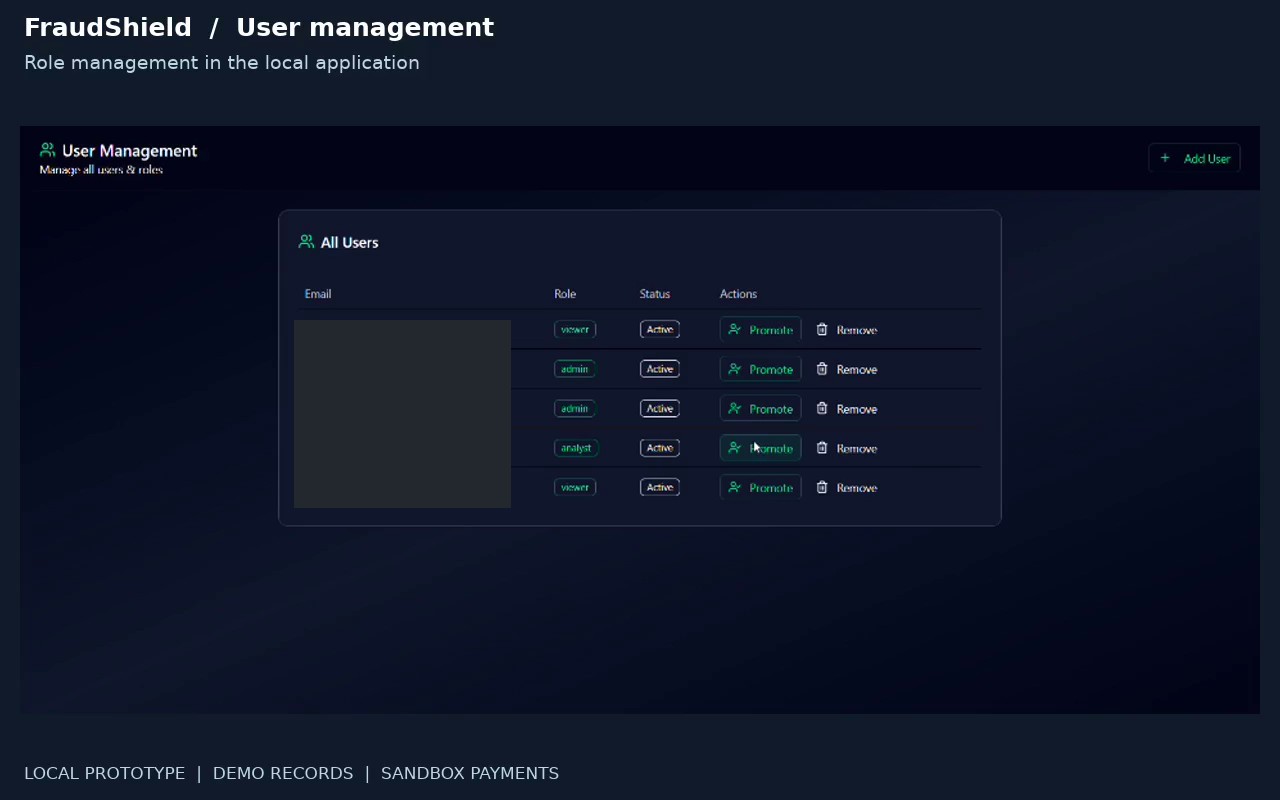 FraudShield / User management
Role management in the local application
User Management
Manage all users & roles
+ Add User
All Users
Email Role Status Actions
viewer Active Promote Remove
admin Active Promote Remove
admin Active Promote Remove
analyst Active Promote Remove
viewer Active Promote Remove
LOCAL PROTOTYPE | DEMO RECORDS | SANDBOX PAYMENTS